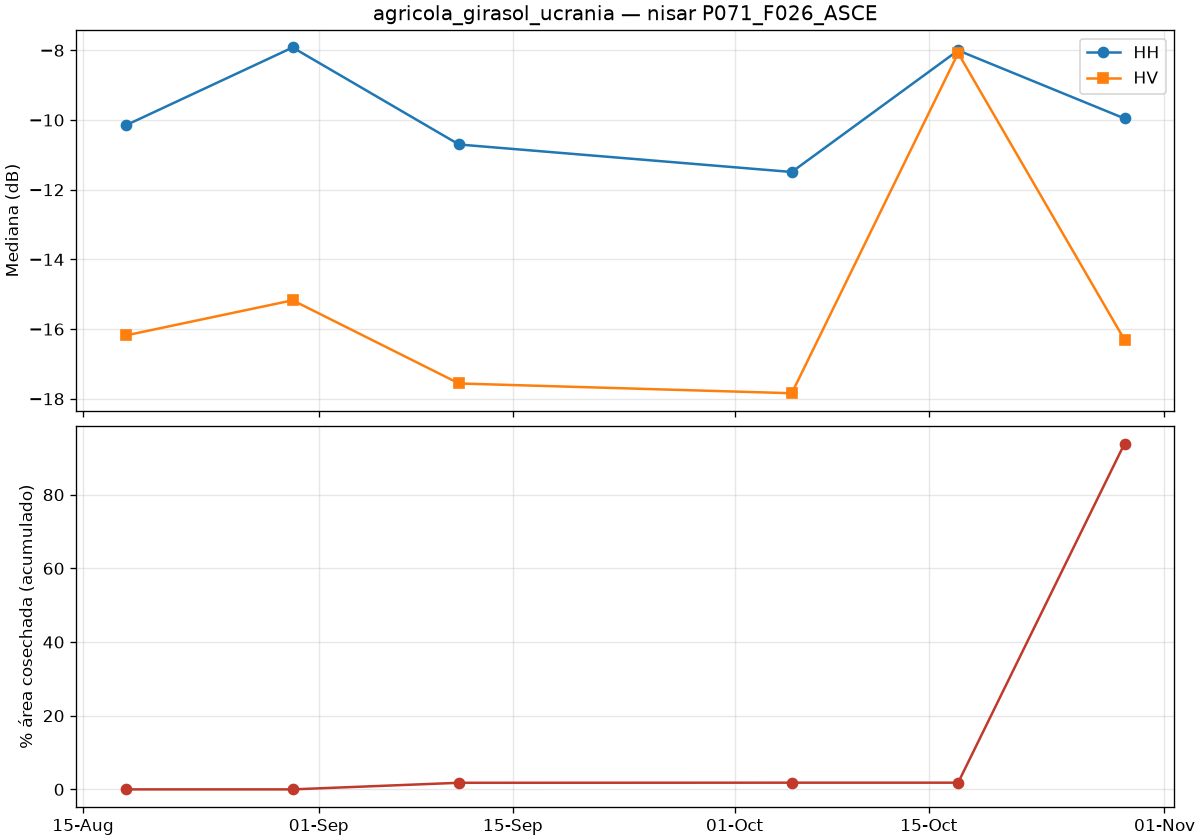 agricola_girasol_ucrania — nisar P071_F026_ASCE
−8
−10
−12
−14
−16
−18
Mediana (dB)
HH
HV
80
60
40
20
0
% área cosechada (acumulado)
15-Aug
01-Sep
15-Sep
01-Oct
15-Oct
01-Nov